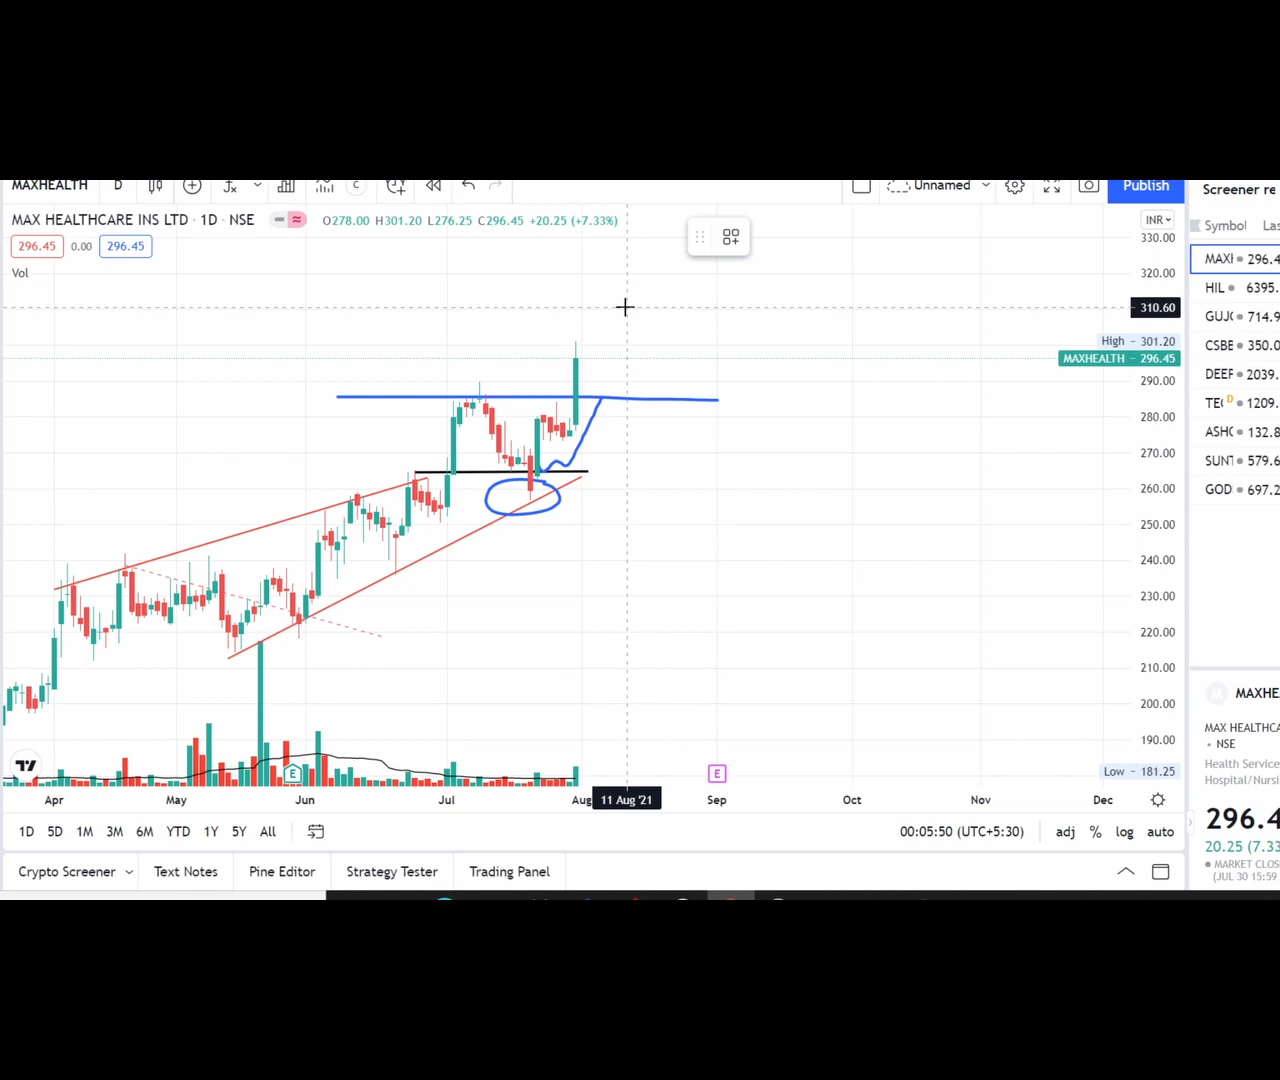 MAXHEALTH D C Unnamed Publish
MAX HEALTHCARE INS LTD · 1D · NSE O278.00 H301.20 L276.25 C296.45 +20.25 (+7.33%)
INR
296.45 0.00 296.45
Vol
330.00
320.00
310.60
High - 301.20
MAXHEALTH - 296.45
290.00
280.00
270.00
260.00
250.00
240.00
230.00
220.00
210.00
200.00
190.00
Low - 181.25
E E
Apr May Jun Jul Aug 11 Aug '21 Sep Oct Nov Dec
1D 5D 1M 3M 6M YTD 1Y 5Y All 00:05:50 (UTC+5:30) adj % log auto
Crypto Screener Text Notes Pine Editor Strategy Tester Trading Panel
Screener re
Symbol Las
MAXH 296.4
HIL 6395.
GUJ 714.9
CSBE 350.0
DEEF 2039.
TE D 1209.
ASH 132.8
SUNT 579.6
GOD 697.2
M MAXHE
MAX HEALTHCA
• NSE
Health Service
Hospital/Nursi
296.4
20.25 (7.33
MARKET CLOS
(JUL 30 15:59